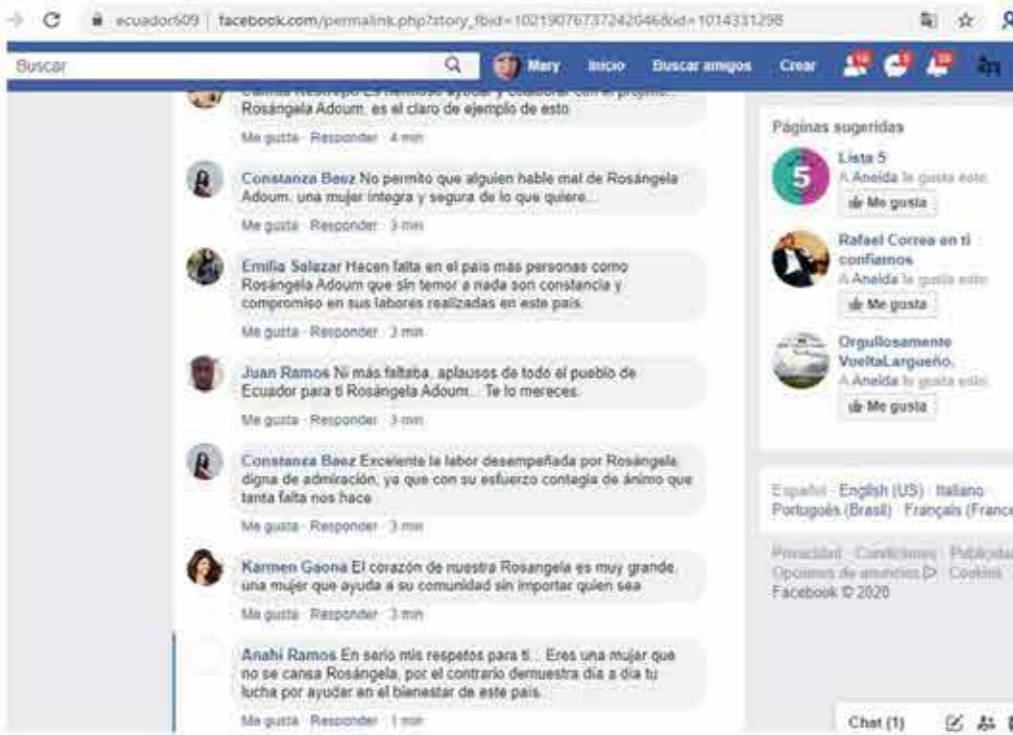 ecuador609 | facebook.com/permalink.php?story_fbid=10219076737242046&id=1014331298
Buscar
Mary Inicio Buscar amigos Crear
Rosángela Adoum, es el claro de ejemplo de esto
Me gusta · Responder · 4 min
Constanza Baez No permito que alguien hable mal de Rosángela
Adoum, una mujer integra y segura de lo que quiere...
Me gusta · Responder · 3 min
Emilia Salazar Hacen falta en el país más personas como
Rosángela Adoum que sin temor a nada son constancia y
compromiso en sus labores realizadas en este país.
Me gusta · Responder · 3 min
Juan Ramos Ni más faltaba, aplausos de todo el pueblo de
Ecuador para ti Rosángela Adoum... Te lo mereces.
Me gusta · Responder · 3 min
Constanza Baez Excelente la labor desempeñada por Rosángela
digna de admiración, ya que con su esfuerzo contagia de ánimo que
tanta falta nos hace
Me gusta · Responder · 3 min
Karmen Gaona El corazón de nuestra Rosangela es muy grande,
una mujer que ayuda a su comunidad sin importar quien sea
Me gusta · Responder · 3 min
Anahi Ramos En serio mis respetos para ti... Eres una mujer que
no se cansa Rosángela, por el contrario demuestra día a día tu
lucha por ayudar en el bienestar de este país.
Me gusta · Responder · 1 min
Páginas sugeridas
5
Lista 5
A Aneida le gusta esto.
Me gusta
Rafael Correa en ti
confiamos
A Aneida le gusta esto.
Me gusta
Orgullosamente
VueltaLargueño.
A Aneida le gusta esto.
Me gusta
Español · English (US) · Italiano ·
Português (Brasil) · Français (France
Privacidad · Condiciones · Publicidad
Opciones de anuncios · Cookies
Facebook © 2020
Chat (1)